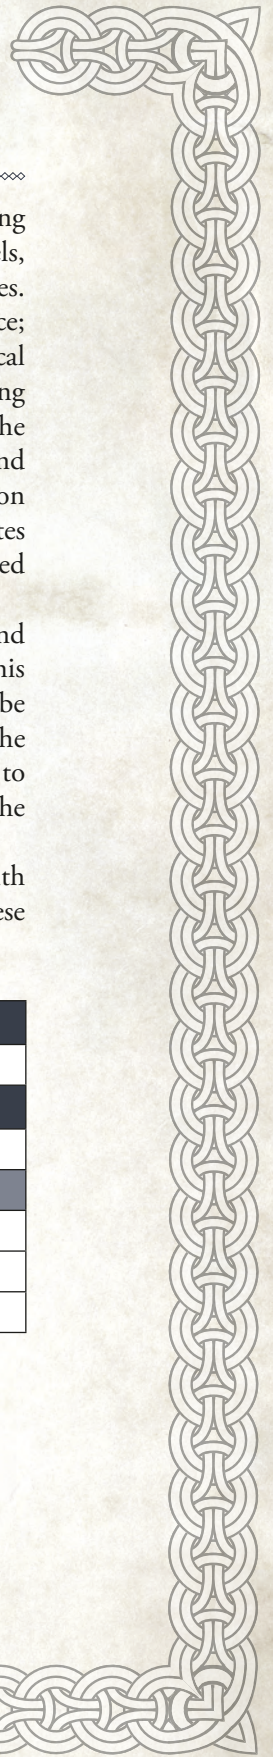 ng
ls,
es.
ce;
cal
ng
he
nd
on
tes
ed
nd
his
be
he
to
he
th
ese